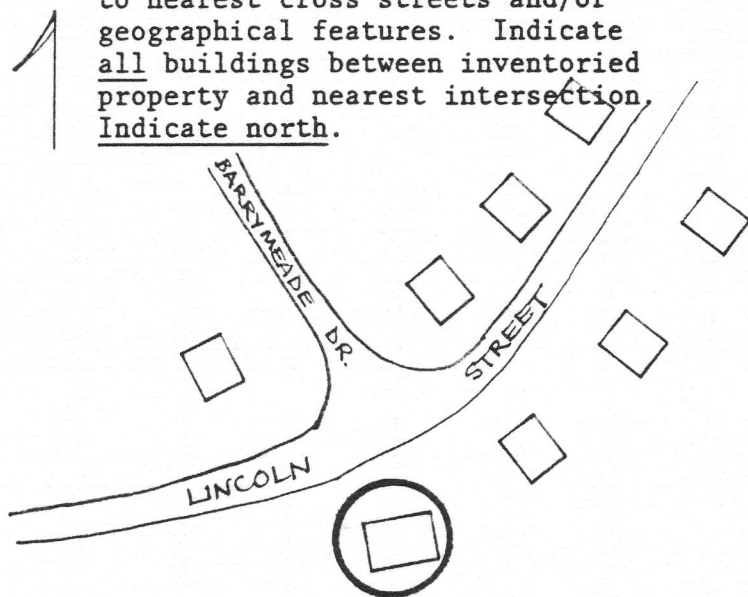 to nearest cross streets and/or
geographical features. Indicate
all buildings between inventoried
property and nearest intersection.
Indicate north.
BARRYMEADE DR.
LINCOLN STREET